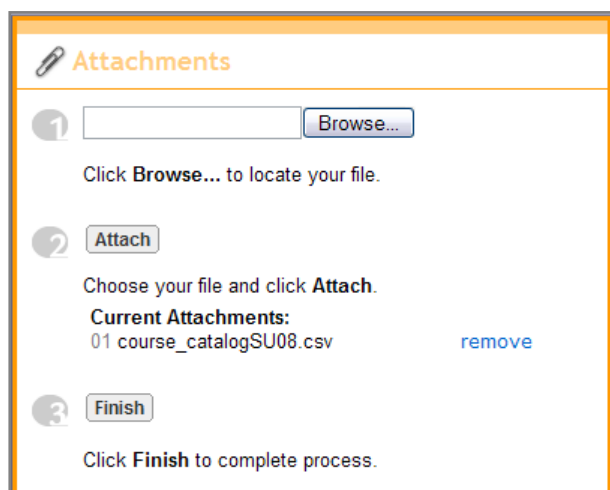 Attachments
1 Browse...
Click Browse... to locate your file.
2 Attach
Choose your file and click Attach.
Current Attachments:
01 course_catalogSU08.csv remove
3 Finish
Click Finish to complete process.